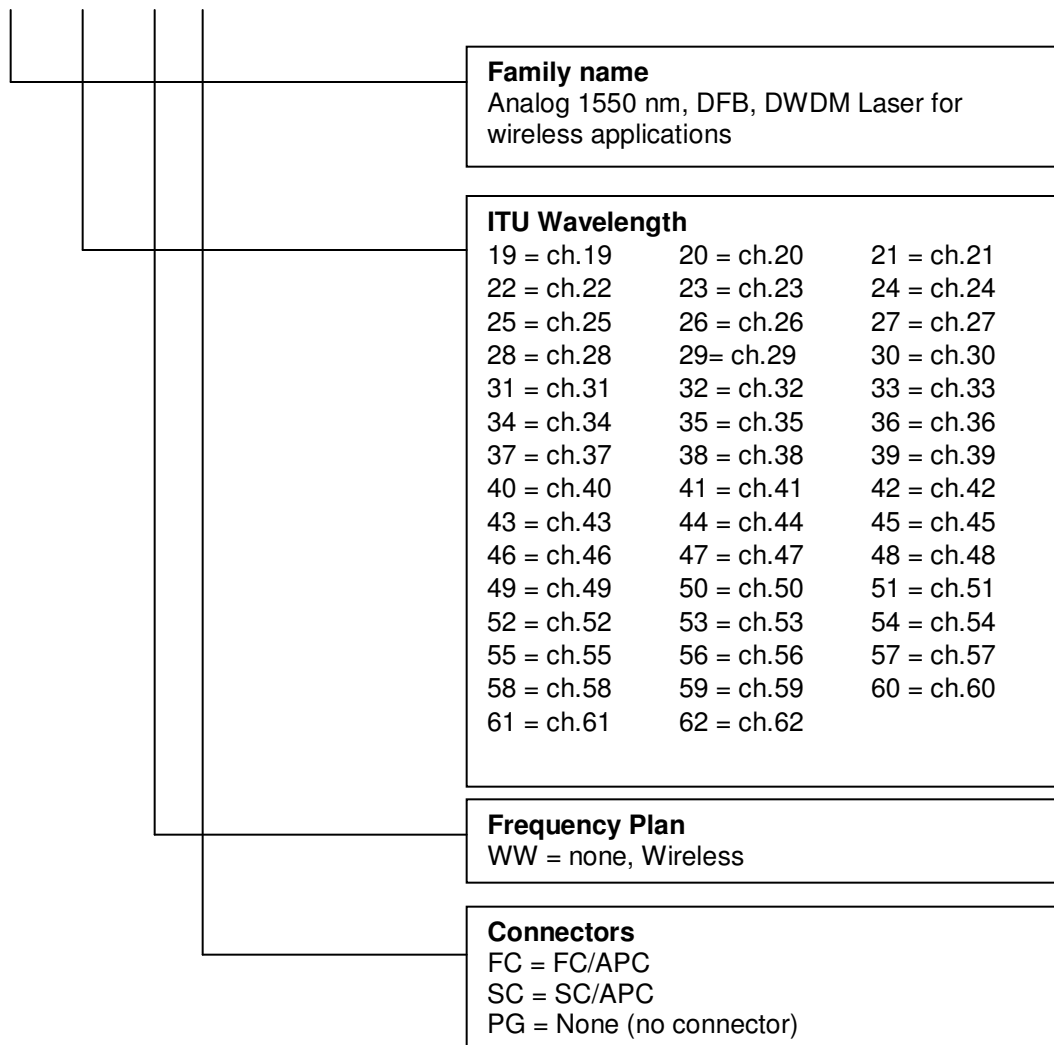 Family name
Analog 1550 nm, DFB, DWDM Laser for
wireless applications
ITU Wavelength
19 = ch.19 20 = ch.20 21 = ch.21
22 = ch.22 23 = ch.23 24 = ch.24
25 = ch.25 26 = ch.26 27 = ch.27
28 = ch.28 29= ch.29 30 = ch.30
31 = ch.31 32 = ch.32 33 = ch.33
34 = ch.34 35 = ch.35 36 = ch.36
37 = ch.37 38 = ch.38 39 = ch.39
40 = ch.40 41 = ch.41 42 = ch.42
43 = ch.43 44 = ch.44 45 = ch.45
46 = ch.46 47 = ch.47 48 = ch.48
49 = ch.49 50 = ch.50 51 = ch.51
52 = ch.52 53 = ch.53 54 = ch.54
55 = ch.55 56 = ch.56 57 = ch.57
58 = ch.58 59 = ch.59 60 = ch.60
61 = ch.61 62 = ch.62
Frequency Plan
WW = none, Wireless
Connectors
FC = FC/APC
SC = SC/APC
PG = None (no connector)